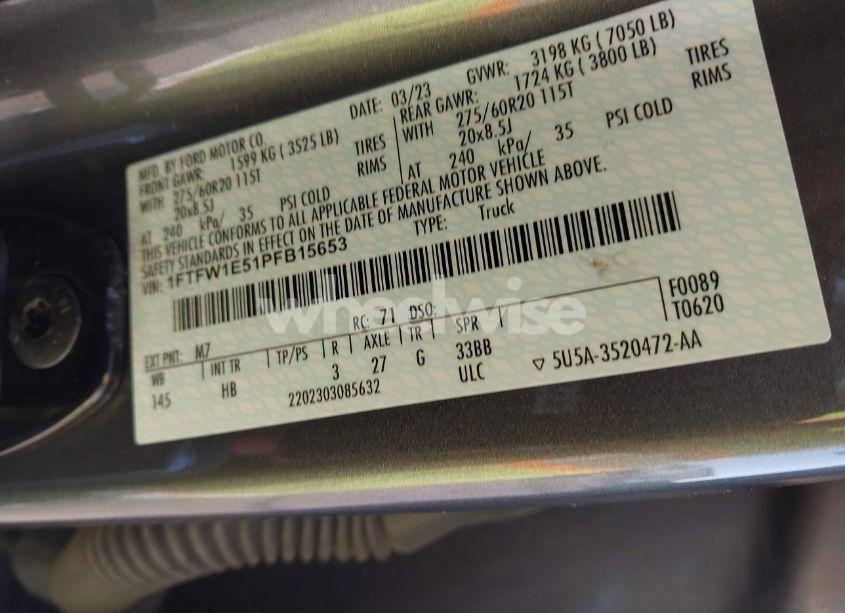 MFD. BY FORD MOTOR CO.
DATE: 03/23 GVWR: 3198 KG ( 7050 LB)
FRONT GAWR: 1599 KG ( 3525 LB) REAR GAWR: 1724 KG ( 3800 LB)
WITH 275/60R20 115T TIRES WITH 275/60R20 115T TIRES
20x8.5J RIMS 20x8.5J RIMS
AT 240 kPa/ 35 PSI COLD AT 240 kPa/ 35 PSI COLD
THIS VEHICLE CONFORMS TO ALL APPLICABLE FEDERAL MOTOR VEHICLE
SAFETY STANDARDS IN EFFECT ON THE DATE OF MANUFACTURE SHOWN ABOVE.
VIN: 1FTFW1E51PFB15653 TYPE: Truck
wheelwise
EXT PNT: M7 RC: 71 DSO: F0089
WB INT TR TP/PS R AXLE TR SPR T0620
145 HB 3 27 G 33BB
2202303085632 ULC ▽ 5U5A-3520472-AA